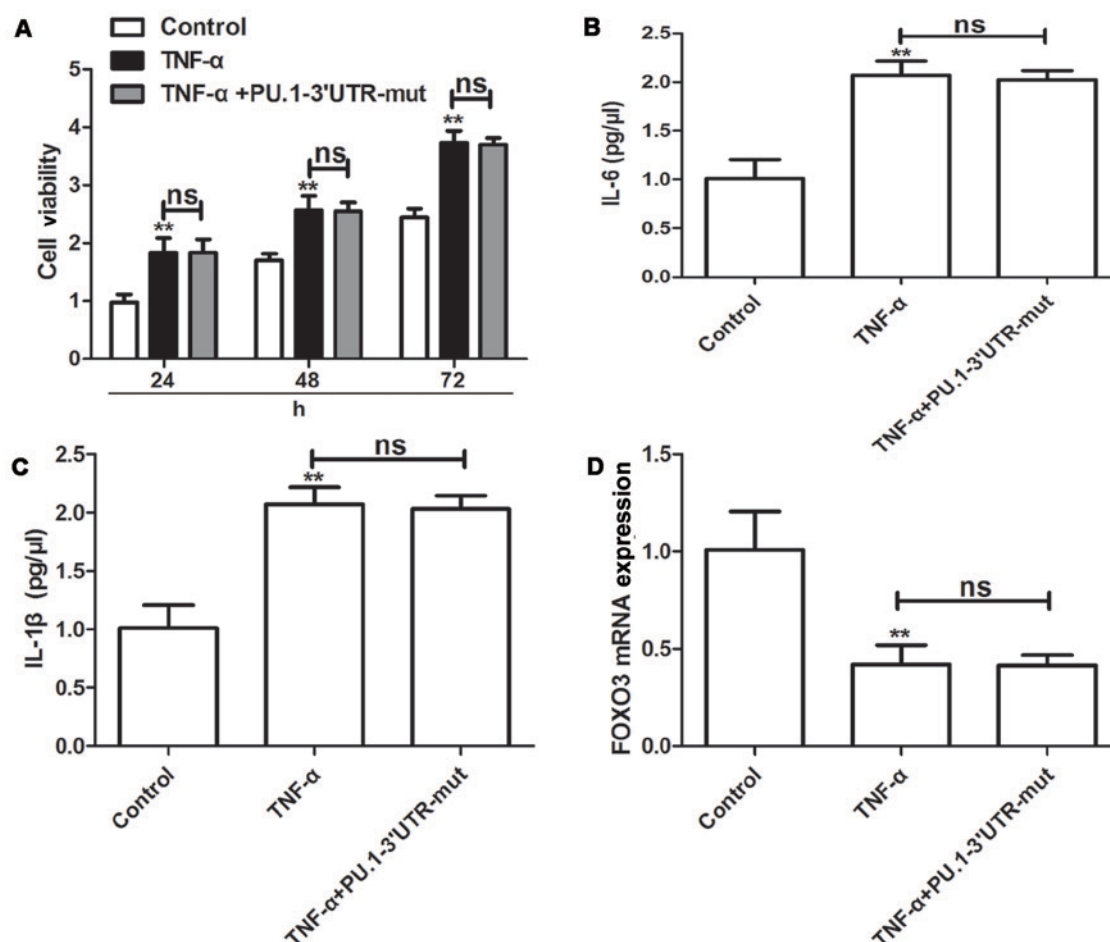 A
Control
TNF-α
TNF-α +PU.1-3'UTR-mut
Cell viability
5
4
3
2
1
0
ns
**
ns
**
ns
**
24
48
72
h
B
IL-6 (pg/µl)
2.5
2.0
1.5
1.0
0.5
0.0
ns
**
Control
TNF-α
TNF-α+PU.1-3'UTR-mut
C
IL-1β (pg/µl)
2.5
2.0
1.5
1.0
0.5
0.0
ns
**
Control
TNF-α
TNF-α+PU.1-3'UTR-mut
D
FOXO3 mRNA expression
1.5
1.0
0.5
0.0
ns
**
Control
TNF-α
TNF-α+PU.1-3'UTR-mut